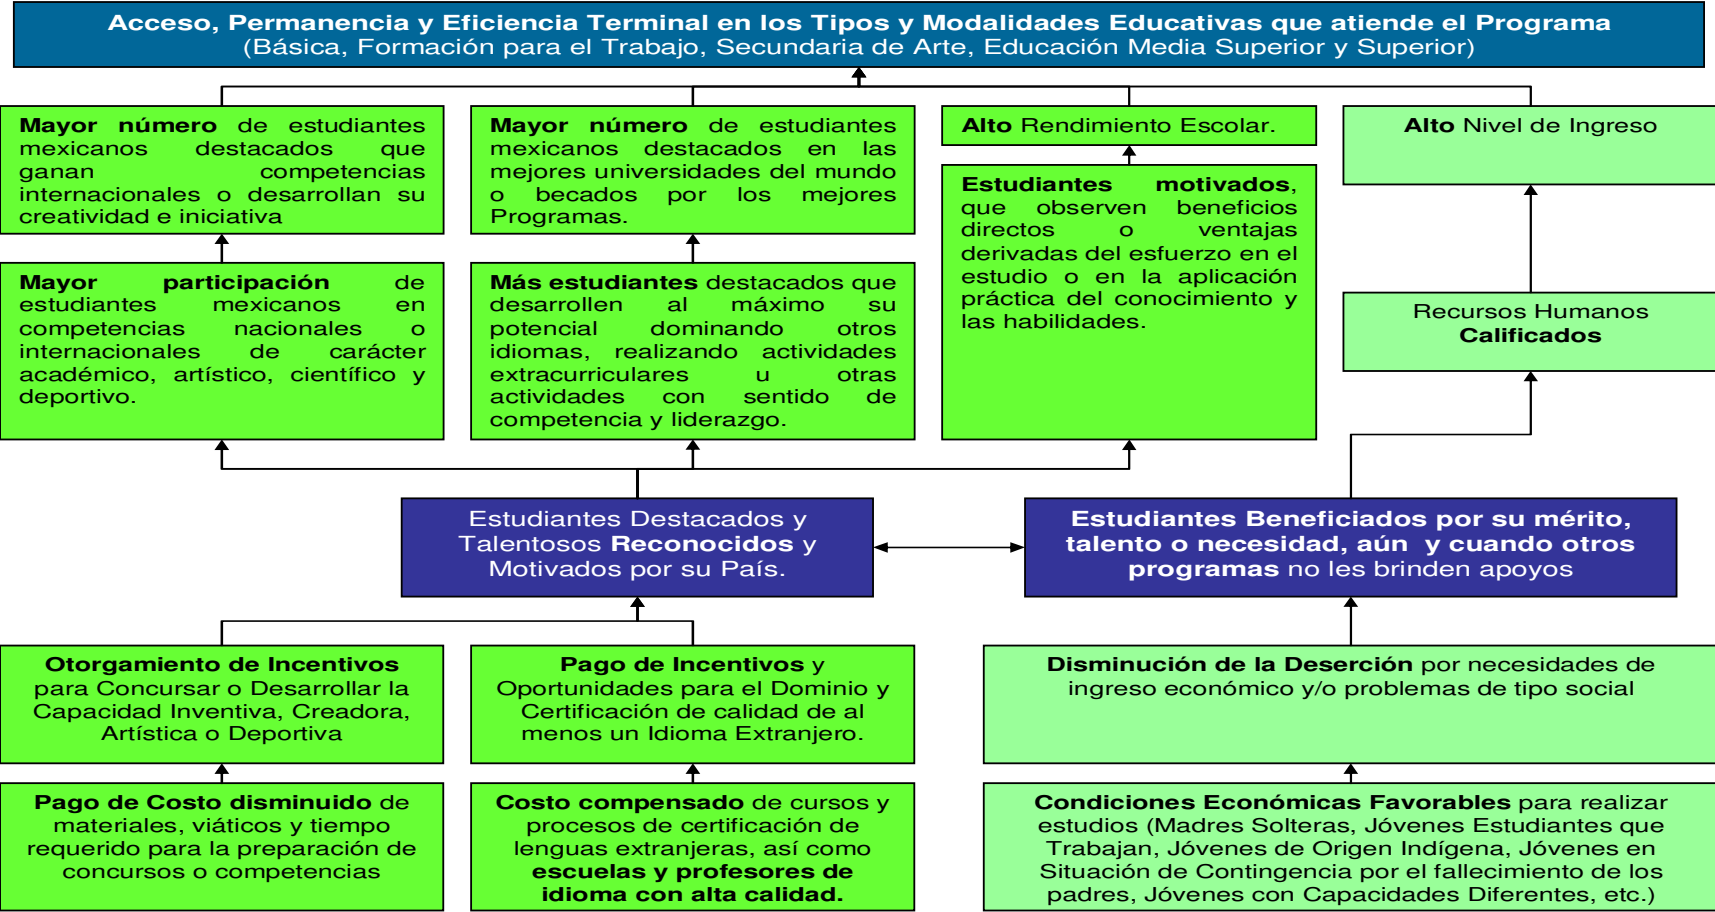 Acceso, Permanencia y Eficiencia Terminal en los Tipos y Modalidades Educativas que atiende el Programa
(Básica, Formación para el Trabajo, Secundaria de Arte, Educación Media Superior y Superior)
Mayor número de estudiantes
mexicanos destacados que
ganan competencias
internacionales o desarrollan su
creatividad e iniciativa
Mayor número de estudiantes
mexicanos destacados en las
mejores universidades del mundo
o becados por los mejores
Programas.
Alto Rendimiento Escolar.
Alto Nivel de Ingreso
Estudiantes motivados,
que observen beneficios
directos o ventajas
derivadas del esfuerzo en el
estudio o en la aplicación
práctica del conocimiento y
las habilidades.
Mayor participación de
estudiantes mexicanos en
competencias nacionales o
internacionales de carácter
académico, artístico, científico y
deportivo.
Más estudiantes destacados que
desarrollen al máximo su
potencial dominando otros
idiomas, realizando actividades
extracurriculares u otras
actividades con sentido de
competencia y liderazgo.
Recursos Humanos
Calificados
Estudiantes Destacados y
Talentosos Reconocidos y
Motivados por su País.
Estudiantes Beneficiados por su mérito,
talento o necesidad, aún y cuando otros
programas no les brinden apoyos
Otorgamiento de Incentivos
para Concursar o Desarrollar la
Capacidad Inventiva, Creadora,
Artística o Deportiva
Pago de Incentivos y
Oportunidades para el Dominio y
Certificación de calidad de al
menos un Idioma Extranjero.
Disminución de la Deserción por necesidades de
ingreso económico y/o problemas de tipo social
Pago de Costo disminuido de
materiales, viáticos y tiempo
requerido para la preparación de
concursos o competencias
Costo compensado de cursos y
procesos de certificación de
lenguas extranjeras, así como
escuelas y profesores de
idioma con alta calidad.
Condiciones Económicas Favorables para realizar
estudios (Madres Solteras, Jóvenes Estudiantes que
Trabajan, Jóvenes de Origen Indígena, Jóvenes en
Situación de Contingencia por el fallecimiento de los
padres, Jóvenes con Capacidades Diferentes, etc.)